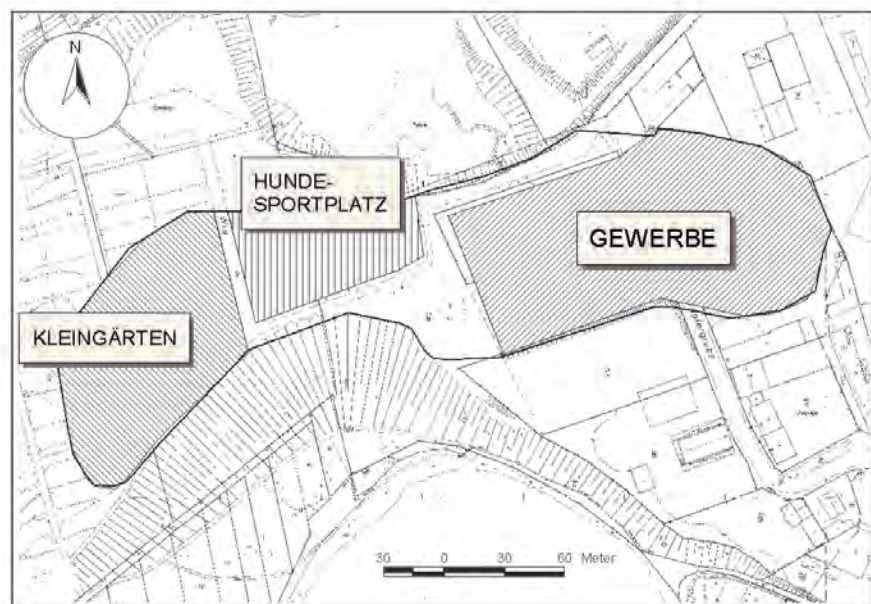 N
HUNDE-
SPORTPLATZ
GEWERBE
KLEINGÄRTEN
30 0 30 60 Meter